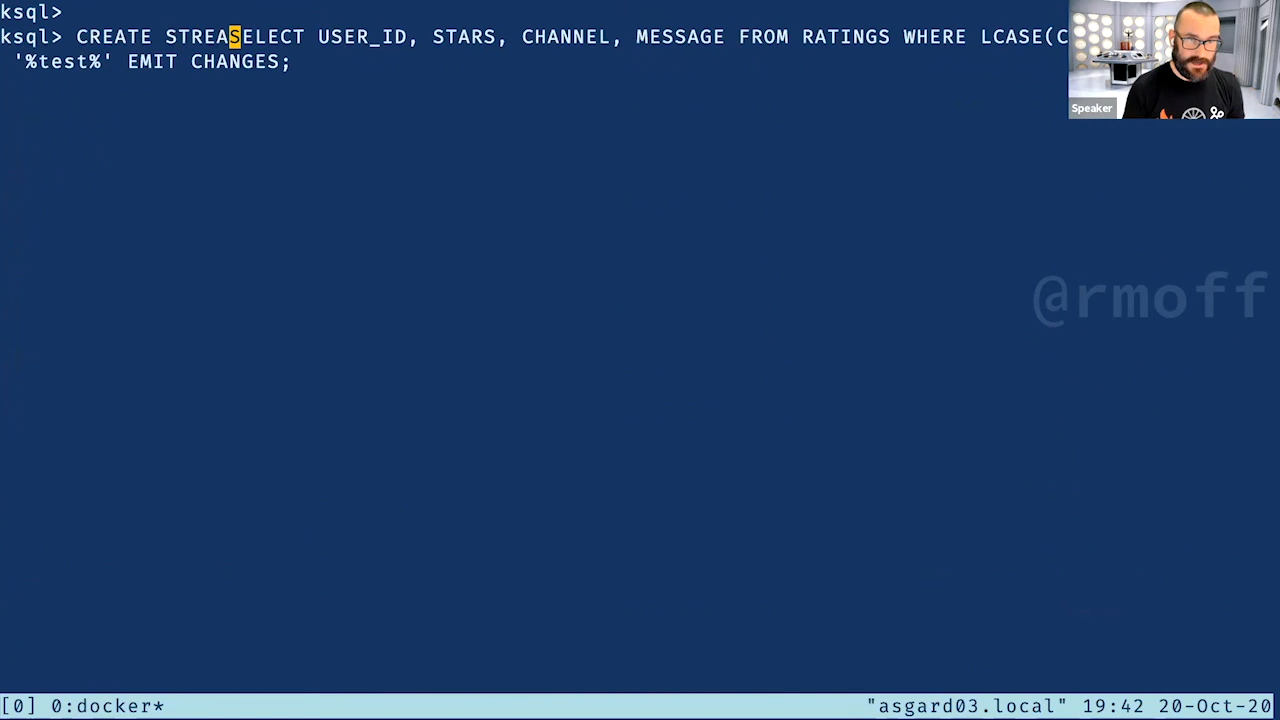 ksql>
ksql> CREATE STREASELECT USER_ID, STARS, CHANNEL, MESSAGE FROM RATINGS WHERE LCASE(C
'%test%' EMIT CHANGES;
Speaker
@rmoff
[0] 0:docker* "asgard03.local" 19:42 20-Oct-20